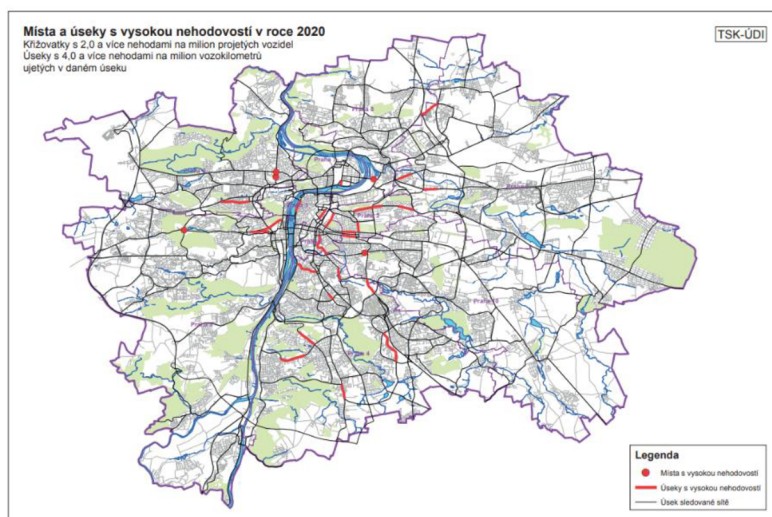 Místa a úseky s vysokou nehodovostí v roce 2020
Křižovatky s 2,0 a více nehodami na milion projetých vozidel
Úseky s 4,0 a více nehodami na milion vozokilometrů
ujetých v daném úseku
TSK-ÚDI
Praha 10
Legenda
Místa s vysokou nehodovostí
Úseky s vysokou nehodovostí
Úsek sledované sítě